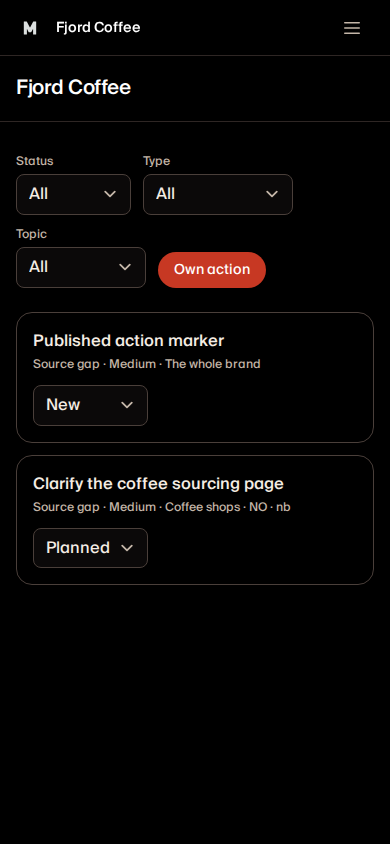 M Fjord Coffee
Fjord Coffee
Status Type
All All
Topic
All Own action
Published action marker
Source gap · Medium · The whole brand
New
Clarify the coffee sourcing page
Source gap · Medium · Coffee shops · NO · nb
Planned